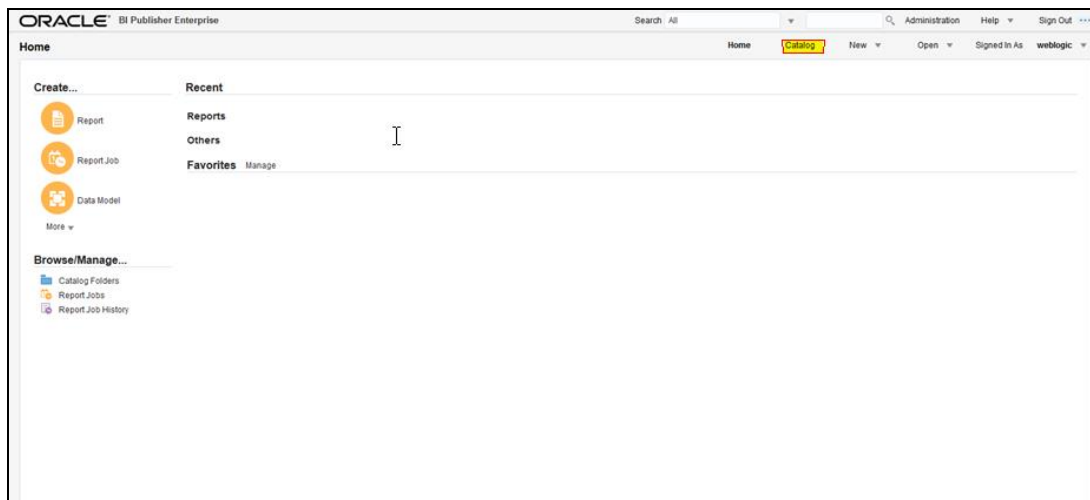 ORACLE BI Publisher Enterprise Search All Administration Help Sign Out
Home Home Catalog New Open Signed In As weblogic
Create... Recent
Report Reports
Others
Report Job Favorites Manage
Data Model
More
Browse/Manage...
Catalog Folders
Report Jobs
Report Job History